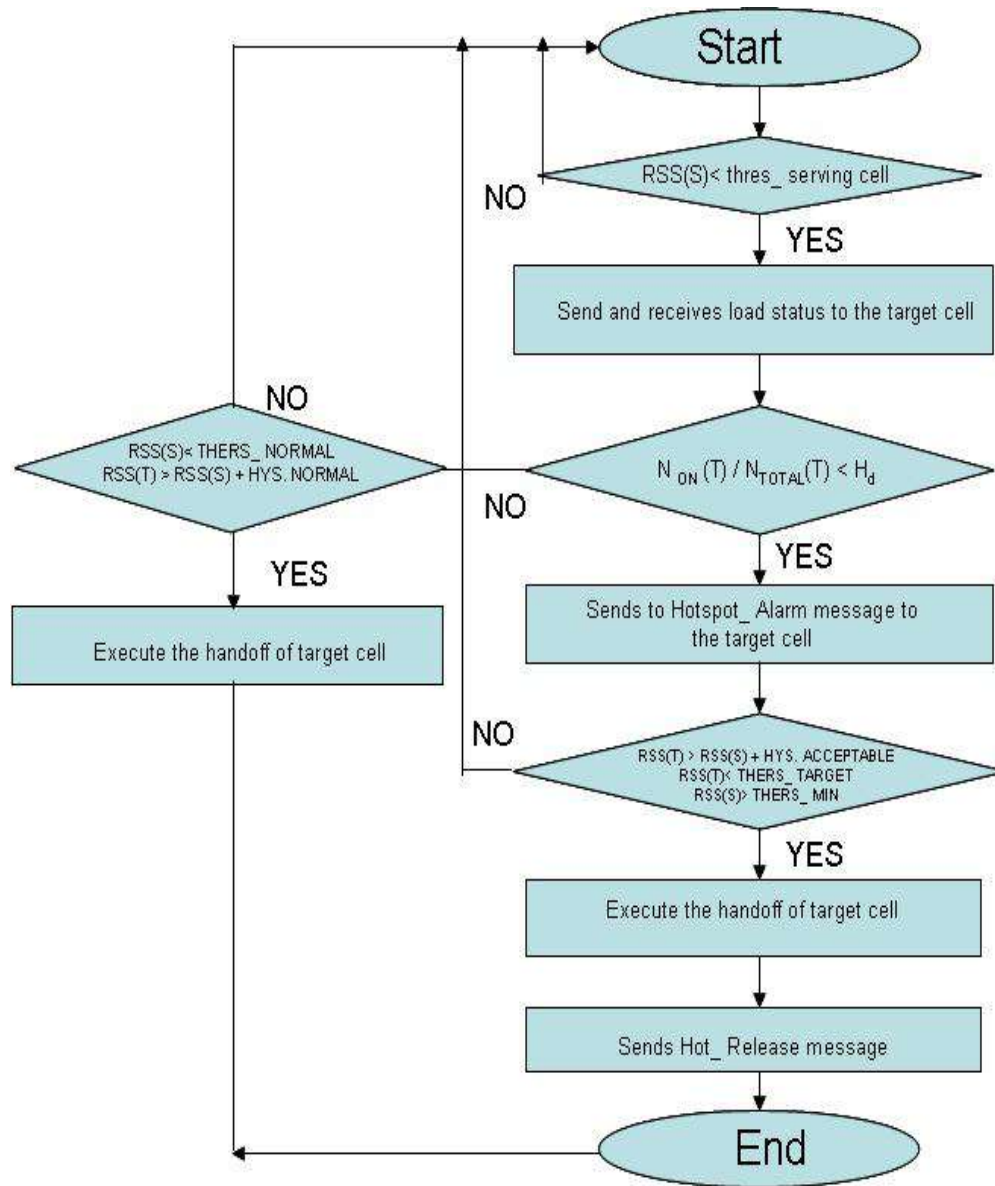 Start
RSS(S)< thres_ serving cell
NO
YES
Send and receives load status to the target cell
NO
RSS(S)< THERS_ NORMAL
RSS(T) > RSS(S) + HYS. NORMAL
N ON (T) / NTOTAL(T) < Hd
NO
YES
YES
Sends to Hotspot_ Alarm message to
the target cell
Execute the handoff of target cell
NO
RSS(T) > RSS(S) + HYS. ACCEPTABLE
RSS(T)< THERS_ TARGET
RSS(S)> THERS_ MIN
YES
Execute the handoff of target cell
Sends Hot_ Release message
End